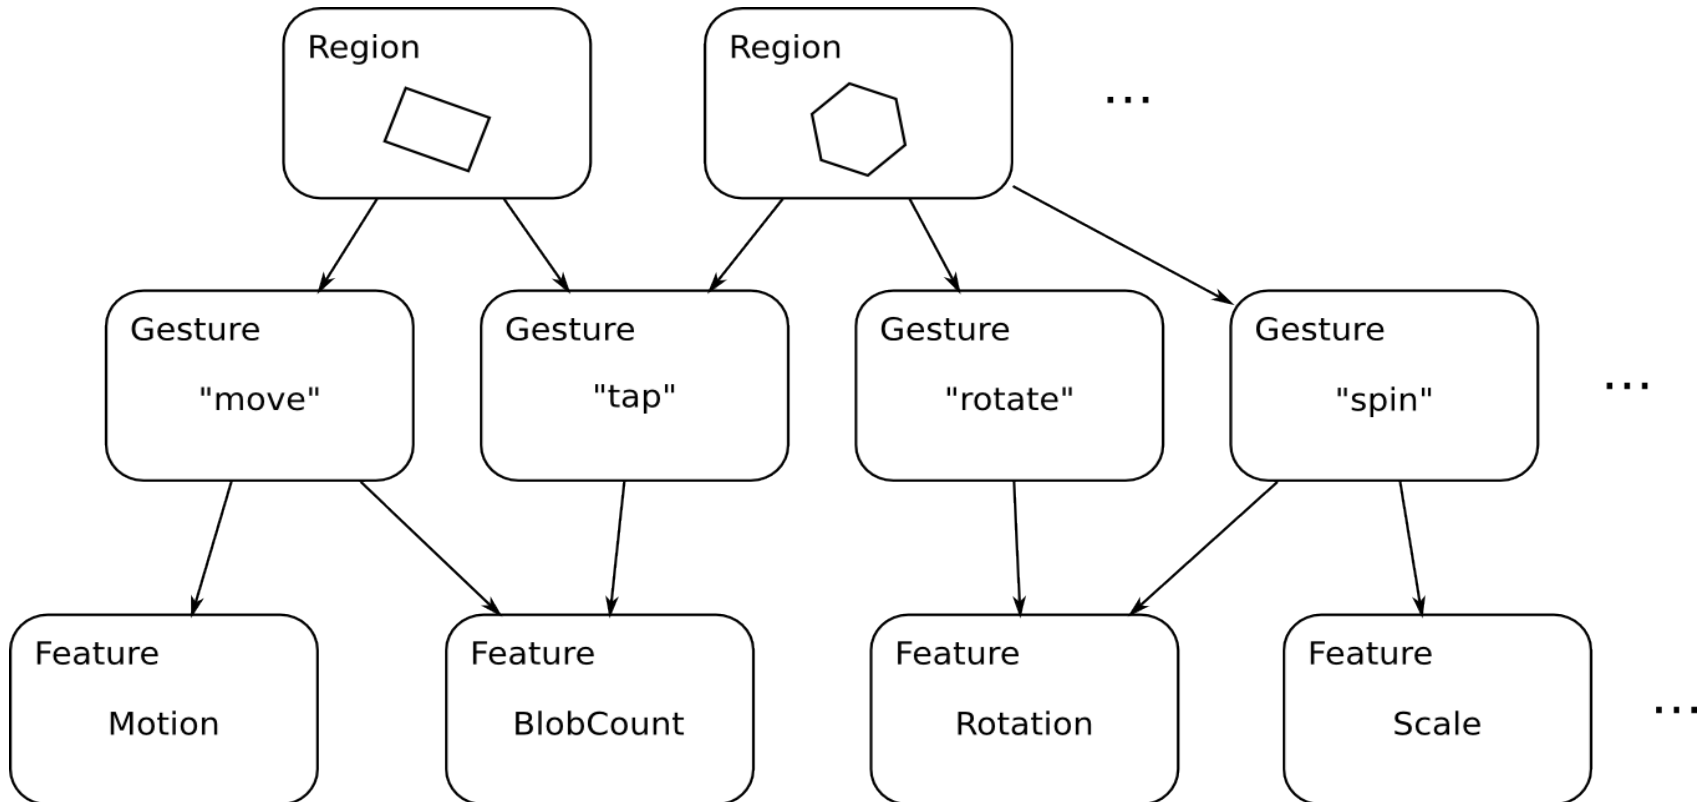 Region
Region
...
Gesture
"move"
Gesture
"tap"
Gesture
"rotate"
Gesture
"spin"
...
Feature
Motion
Feature
BlobCount
Feature
Rotation
Feature
Scale
...